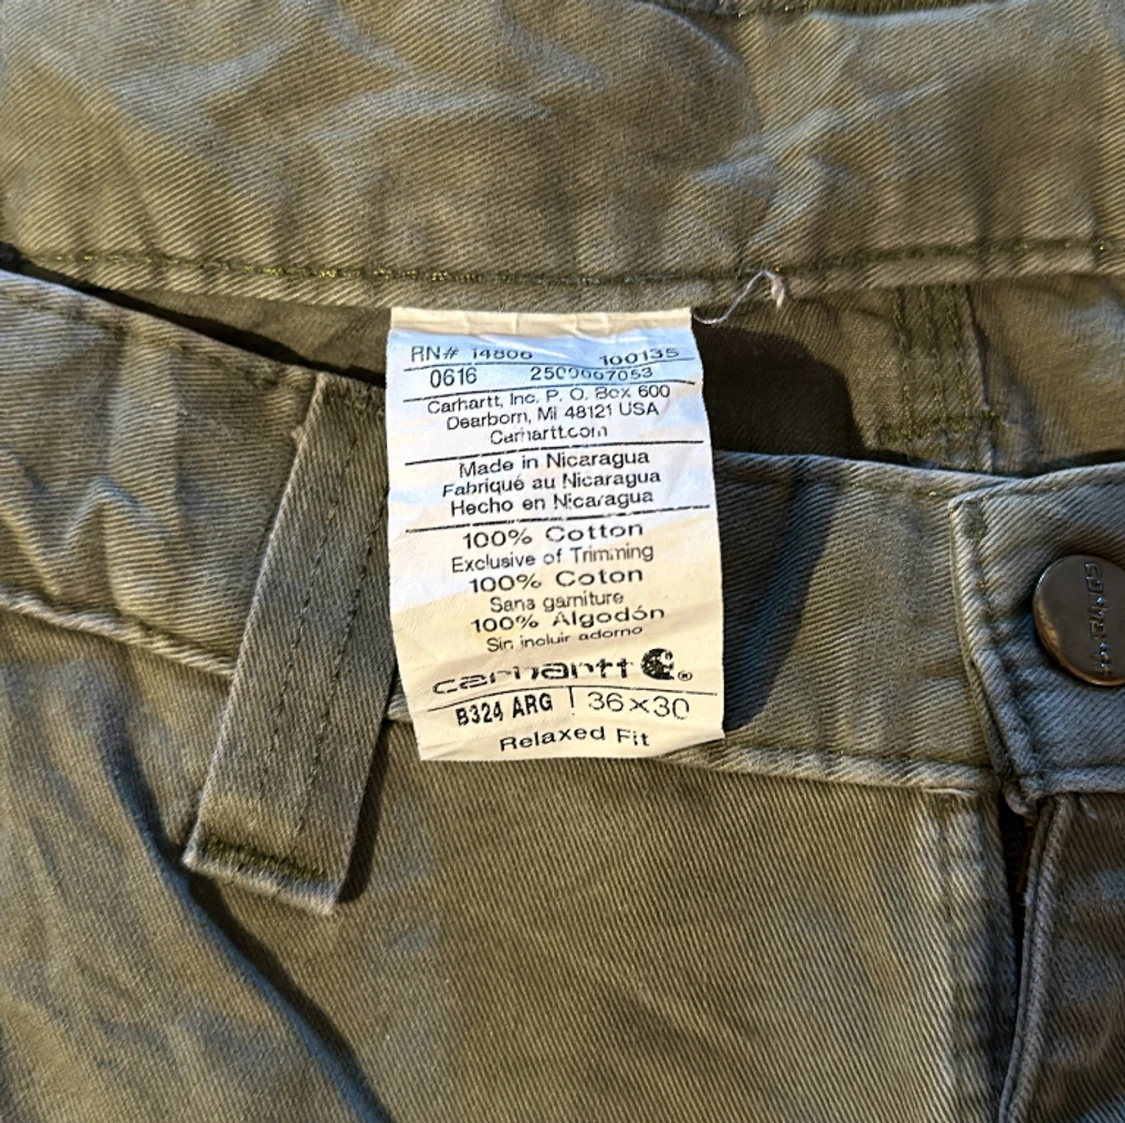 RN# 14806 100135
0616 2500007053
Carhartt, Inc. P. O. Box 600
Dearborn, MI 48121 USA
Carhartt.com
Made in Nicaragua
Fabriqué au Nicaragua
Hecho en Nicaragua
100% Cotton
Exclusive of Trimming
100% Coton
Sans garniture
100% Algodón
Sin incluir adorno
carhartt ®
B324 ARG | 36×30
Relaxed Fit